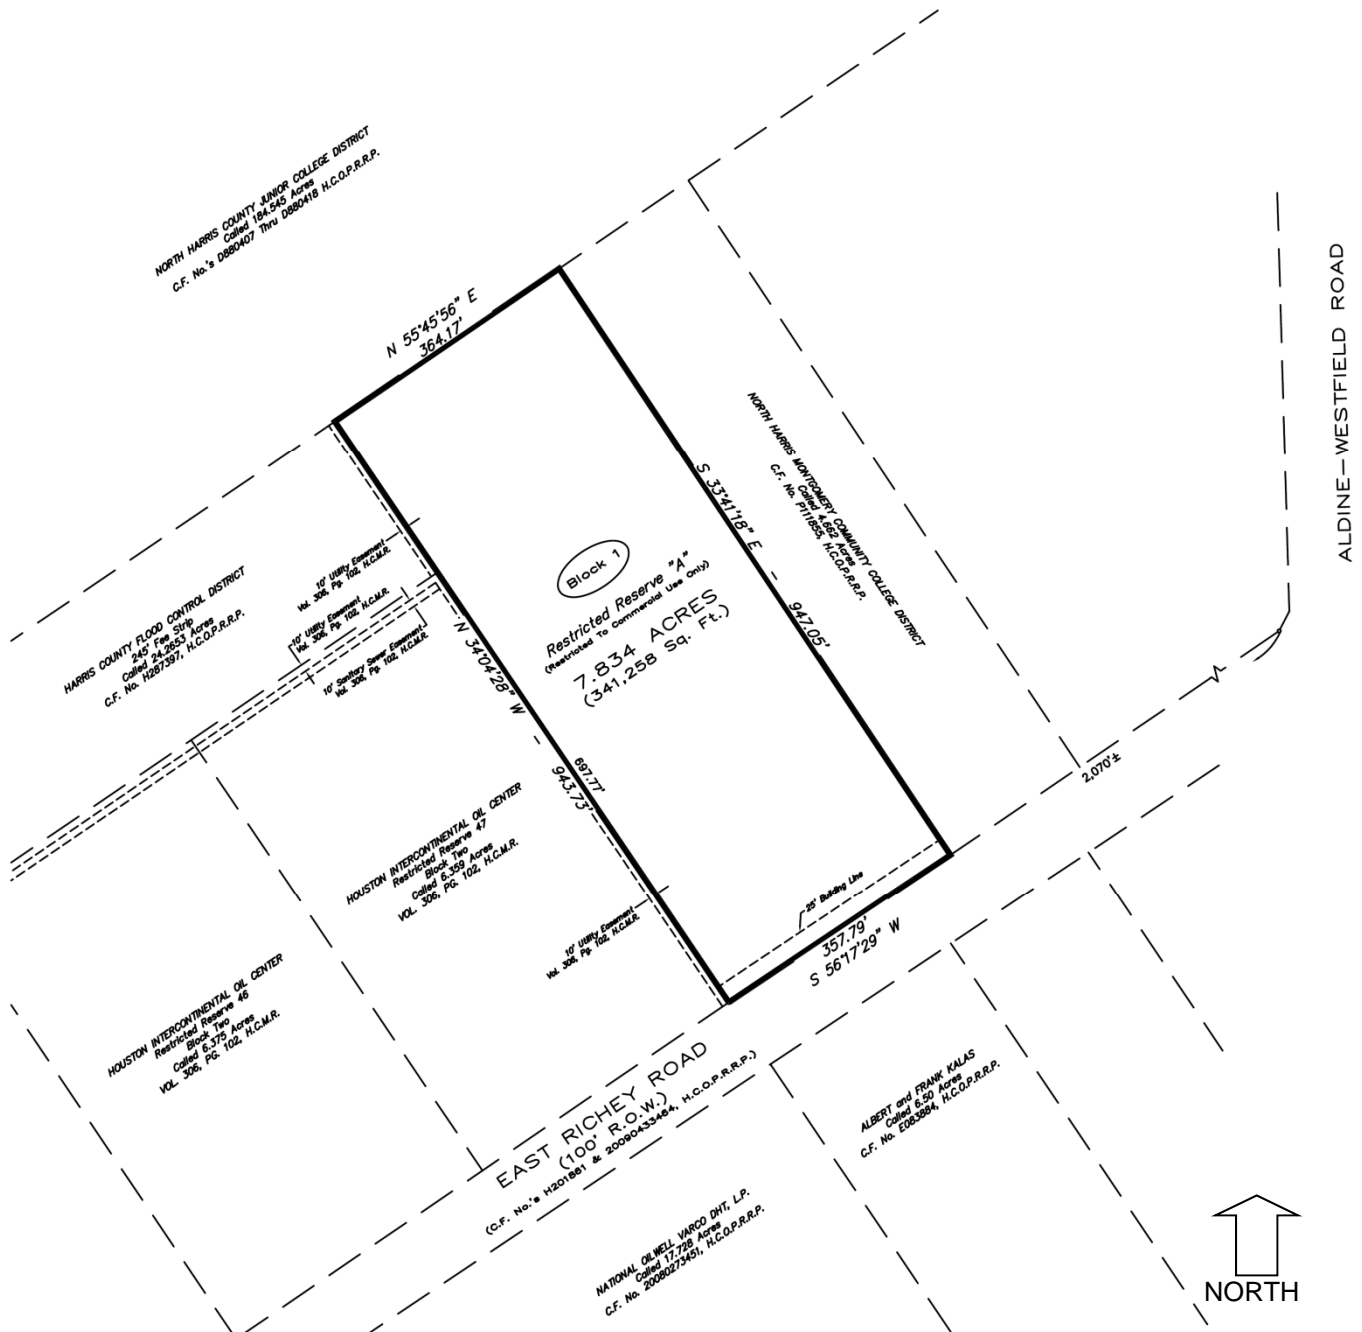 NORTH HARRIS COUNTY JUNIOR COLLEGE DISTRICT
Called 184.545 Acres
C.F. No.'s D880407 Thru D880418 H.C.O.P.R.R.P.
N 55°45'56" E
364.17'
ALDINE-WESTFIELD ROAD
NORTH HARRIS MONTGOMERY COMMUNITY COLLEGE DISTRICT
Called 4.662 Acres
C.F. No. P111855, H.C.O.P.R.R.P.
S 33°41'18" E - 947.05'
Block 1
Restricted Reserve "A"
(Restricted To Commercial Use Only)
7.834 ACRES
(341,258 Sq. Ft.)
HARRIS COUNTY FLOOD CONTROL DISTRICT
245' Fee Strip
Called 24.2653 Acres
C.F. No. H287397, H.C.O.P.R.R.P.
10' Utility Easement
Vol. 306, Pg. 102, H.C.M.R.
10' Utility Easement
Vol. 306, Pg. 102, H.C.M.R.
10' Sanitary Sewer Easement
Vol. 306, Pg. 102, H.C.M.R.
N 34°04'28" W - 943.73'
697.77'
2,070'±
HOUSTON INTERCONTINENTAL OIL CENTER
Restricted Reserve 47
Block Two
Called 6.359 Acres
VOL. 306, PG. 102, H.C.M.R.
10' Utility Easement
Vol. 306, Pg. 102, H.C.M.R.
25' Building Line
357.79'
S 56°17'29" W
HOUSTON INTERCONTINENTAL OIL CENTER
Restricted Reserve 46
Block Two
Called 6.375 Acres
VOL. 306, PG. 102, H.C.M.R.
EAST RICHEY ROAD
(100' R.O.W.)
(C.F. No.'s H201881 & 20090433484, H.C.O.P.R.R.P.)
ALBERT and FRANK KALAS
Called 6.50 Acres
C.F. No. E083884, H.C.O.P.R.R.P.
NATIONAL OILWELL VARCO DHT, L.P.
Called 17.728 Acres
C.F. No. 20080273451, H.C.O.P.R.R.P.
NORTH